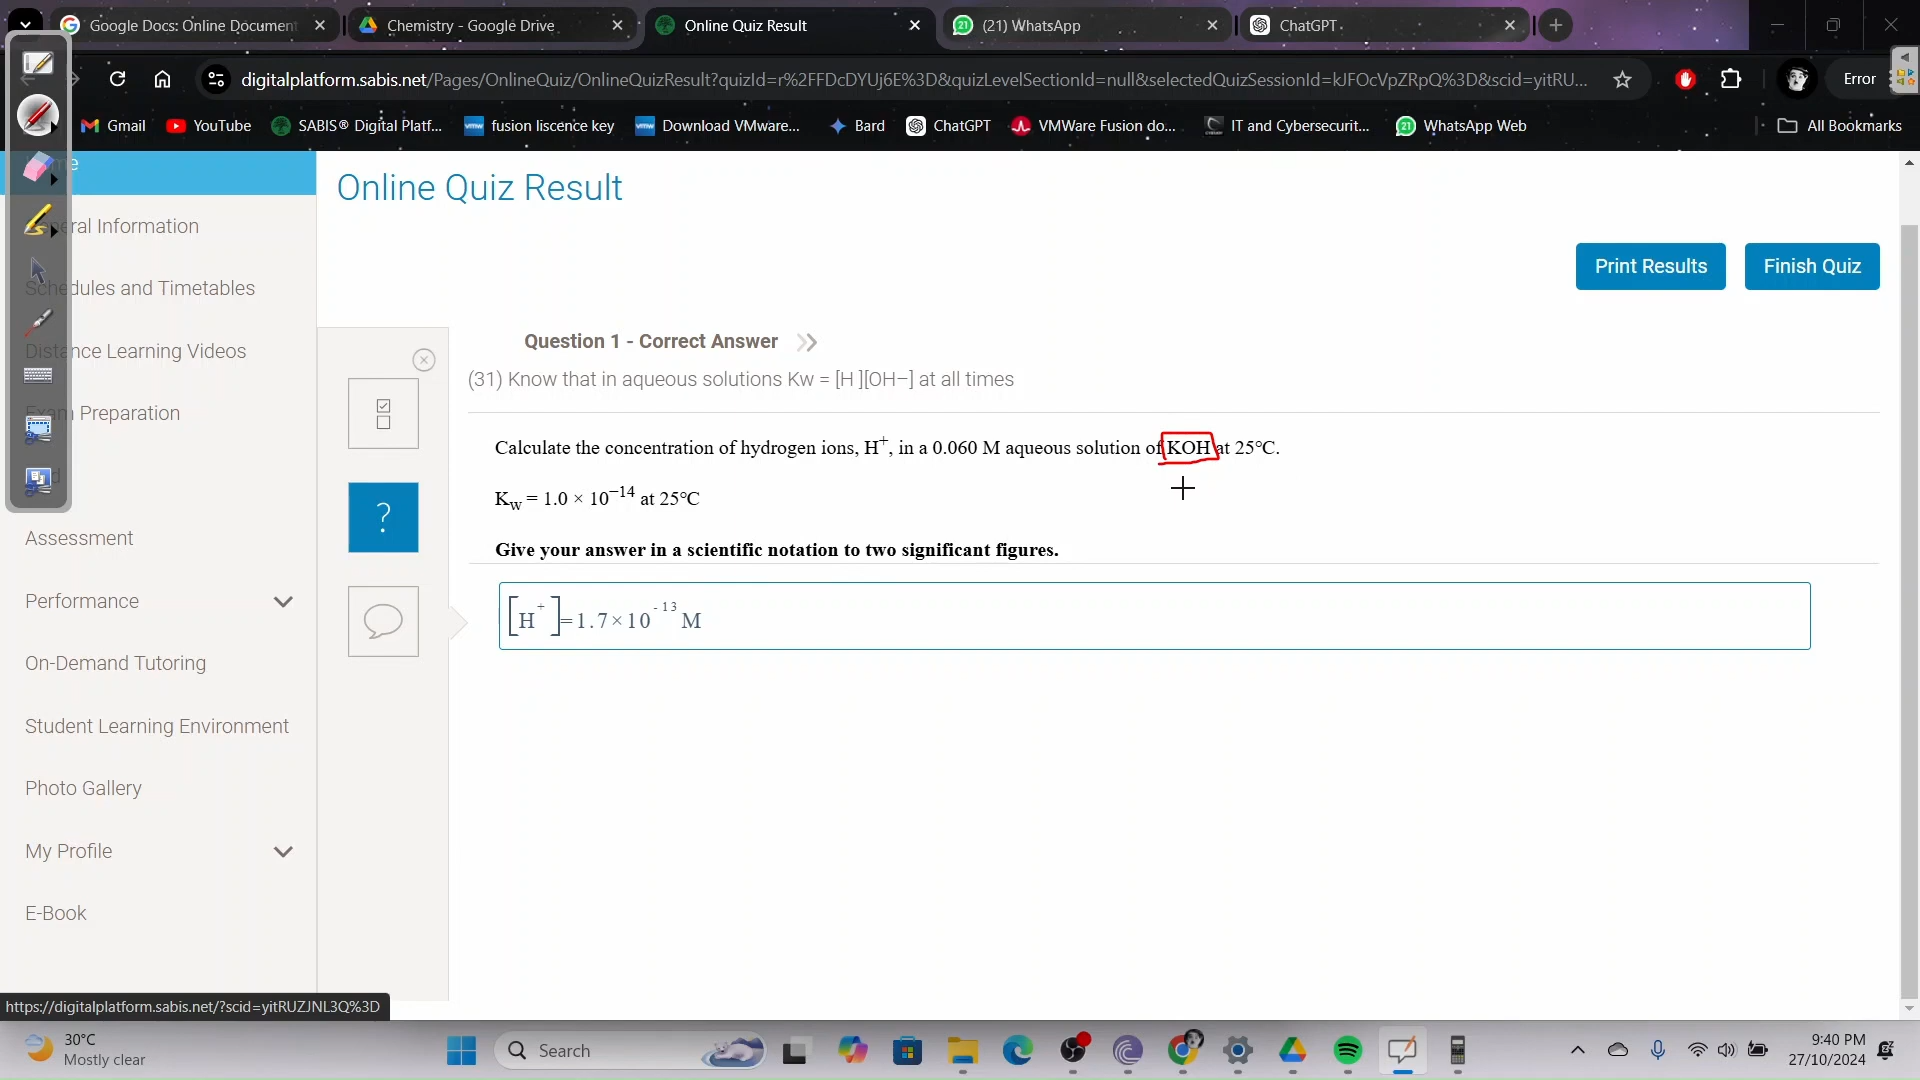 Google Docs: Online Document
Chemistry - Google Drive
Online Quiz Result
(21) WhatsApp
ChatGPT
digitalplatform.sabis.net/Pages/OnlineQuiz/OnlineQuizResult?quizId=r%2FFDcDYUj6E%3D&quizLevelSectionId=null&selectedQuizSessionId=kJFOcVpZRpQ%3D&scid=yitRU...
Error
Gmail
YouTube
SABIS® Digital Platf...
fusion liscence key
Download VMware...
Bard
ChatGPT
VMWare Fusion do...
IT and Cybersecurit...
WhatsApp Web
All Bookmarks
General Information
Schedules and Timetables
Distance Learning Videos
Exam Preparation
Assessment
Performance
On-Demand Tutoring
Student Learning Environment
Photo Gallery
My Profile
E-Book
Online Quiz Result
Print Results
Finish Quiz
Question 1 - Correct Answer
(31) Know that in aqueous solutions Kw = [H ][OH−] at all times
Calculate the concentration of hydrogen ions, H⁺, in a 0.060 M aqueous solution of KOH at 25°C.
K_w = 1.0 × 10⁻¹⁴ at 25°C
Give your answer in a scientific notation to two significant figures.
[H⁺]=1.7×10⁻¹³ M
https://digitalplatform.sabis.net/?scid=yitRUZJNL3Q%3D
30°C
Mostly clear
Search
9:40 PM
27/10/2024